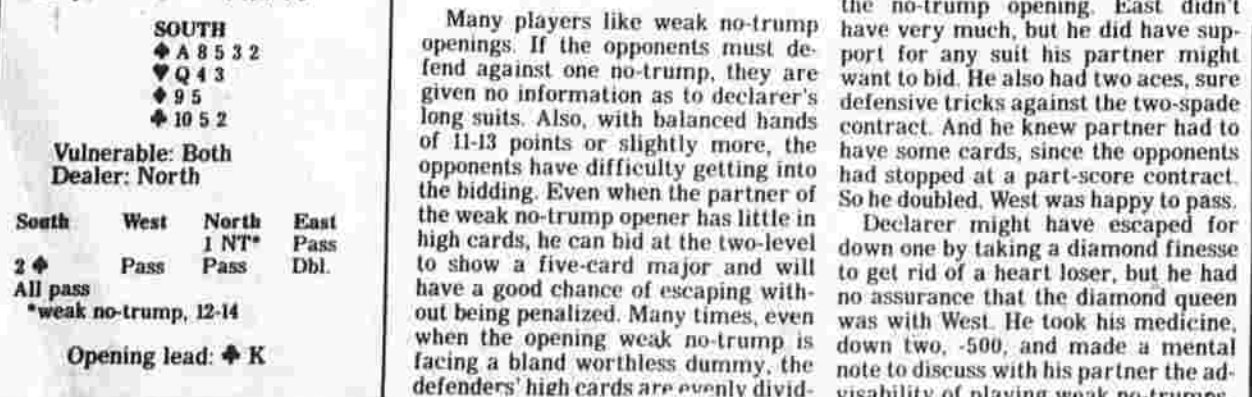 SOUTH
♠ A 8 5 3 2
♥ Q 4 3
♦ 9 5
♣ 10 5 2
Vulnerable: Both
Dealer: North
South West North East
1 NT* Pass
2 ♠ Pass Pass Dbl.
All pass
*weak no-trump, 12-14
Opening lead: ♣ K
Many players like weak no-trump
openings. If the opponents must de-
fend against one no-trump, they are
given no information as to declarer's
long suits. Also, with balanced hands
of 11-13 points or slightly more, the
opponents have difficulty getting into
the bidding. Even when the partner of
the weak no-trump opener has little in
high cards, he can bid at the two-level
to show a five-card major and will
have a good chance of escaping with-
out being penalized. Many times, even
when the opening weak no-trump is
facing a bland worthless dummy, the
defenders' high cards are evenly divid-
the no-trump opening. East didn't
have very much, but he did have sup-
port for any suit his partner might
want to bid. He also had two aces, sure
defensive tricks against the two-spade
contract. And he knew partner had to
have some cards, since the opponents
had stopped at a part-score contract.
So he doubled. West was happy to pass.
Declarer might have escaped for
down one by taking a diamond finesse
to get rid of a heart loser, but he had
no assurance that the diamond queen
was with West. He took his medicine,
down two, -500, and made a mental
note to discuss with his partner the ad-
visability of playing weak no-trumps